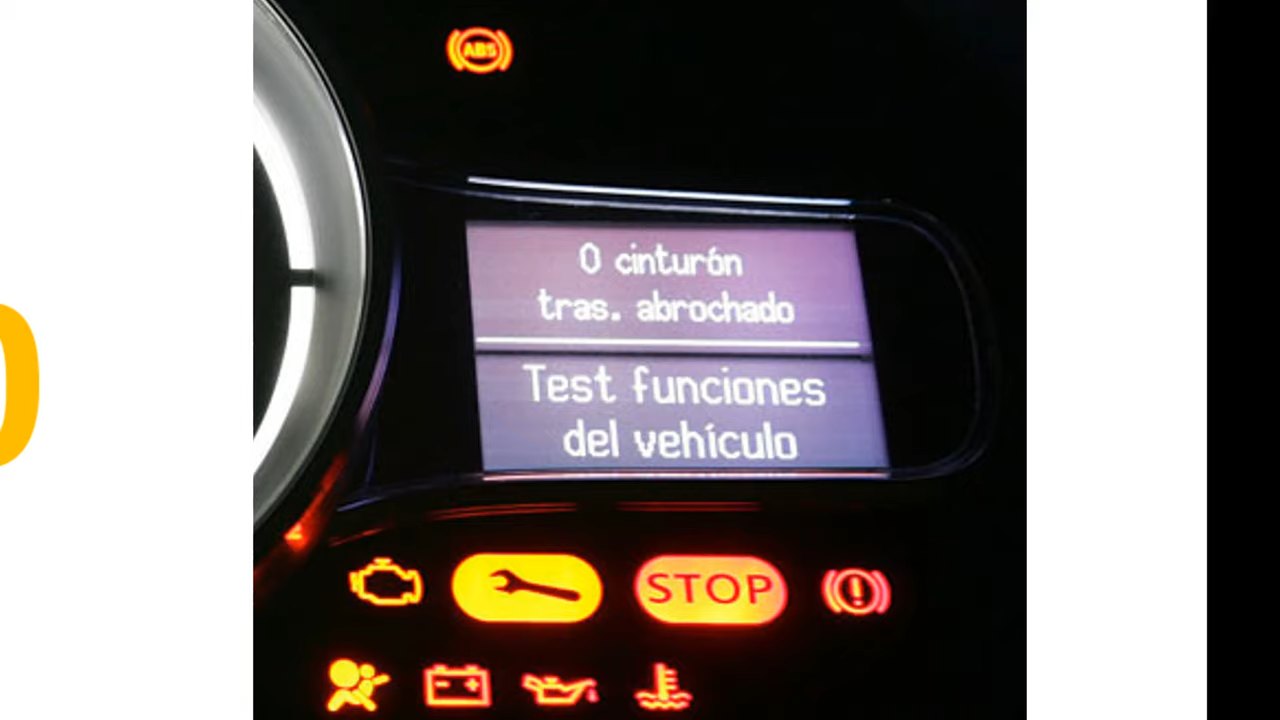 ABS
0 cinturón
tras. abrochado
Test funciones
del vehículo
STOP